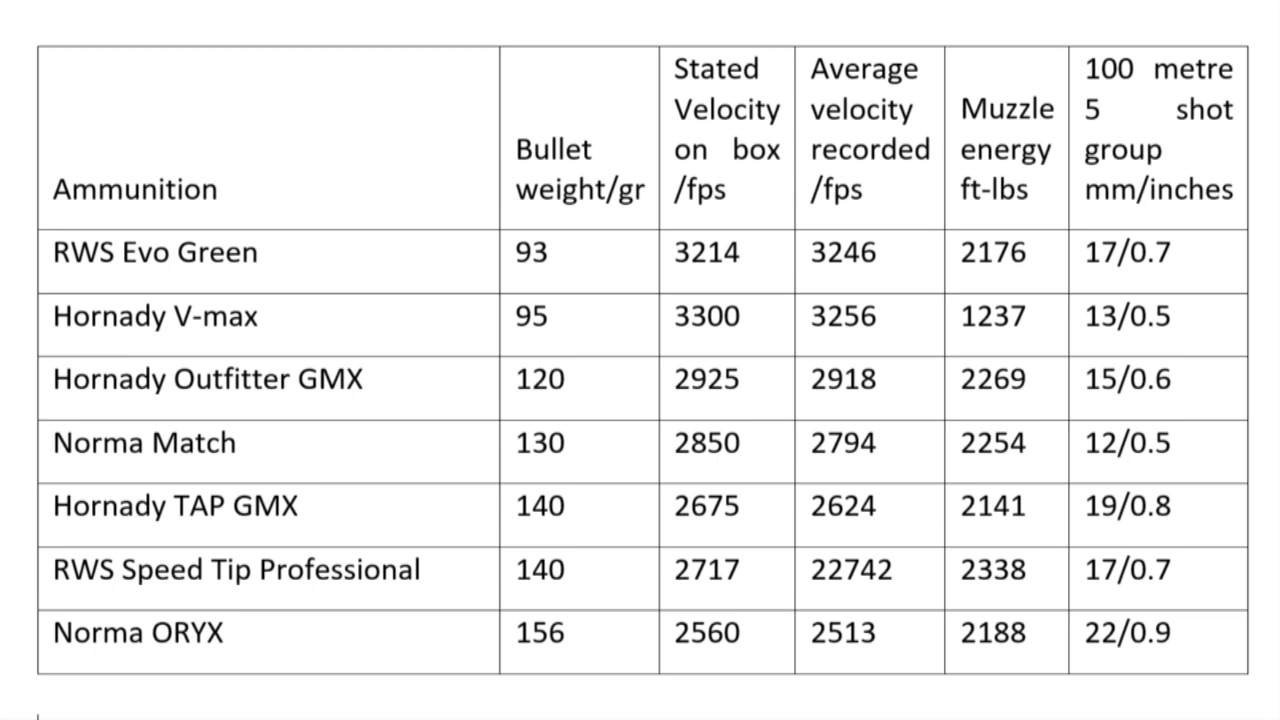 Ammunition Bullet weight/gr Stated Velocity on box /fps Average velocity recorded /fps Muzzle energy ft-lbs 100 metre 5 shot group mm/inches
RWS Evo Green 93 3214 3246 2176 17/0.7
Hornady V-max 95 3300 3256 1237 13/0.5
Hornady Outfitter GMX 120 2925 2918 2269 15/0.6
Norma Match 130 2850 2794 2254 12/0.5
Hornady TAP GMX 140 2675 2624 2141 19/0.8
RWS Speed Tip Professional 140 2717 22742 2338 17/0.7
Norma ORYX 156 2560 2513 2188 22/0.9